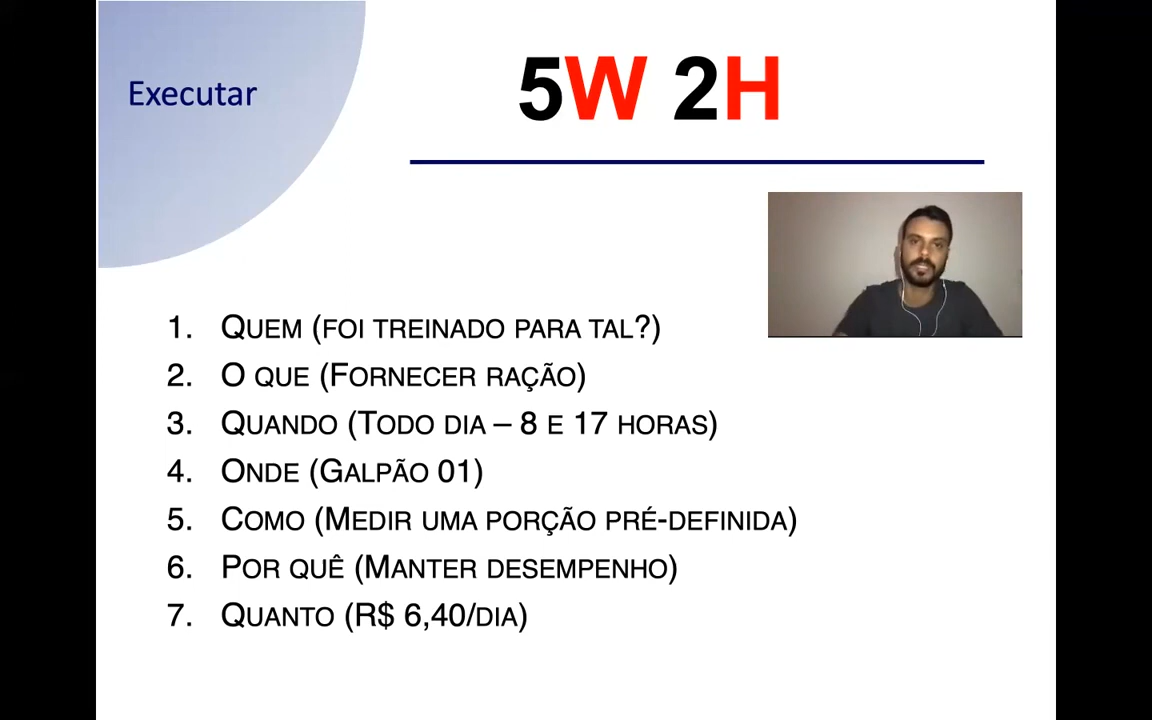 Executar
5W 2H
1. QUEM (FOI TREINADO PARA TAL?)
2. O QUE (FORNECER RAÇÃO)
3. QUANDO (TODO DIA – 8 E 17 HORAS)
4. ONDE (GALPÃO 01)
5. COMO (MEDIR UMA PORÇÃO PRÉ-DEFINIDA)
6. POR QUÊ (MANTER DESEMPENHO)
7. QUANTO (R$ 6,40/DIA)